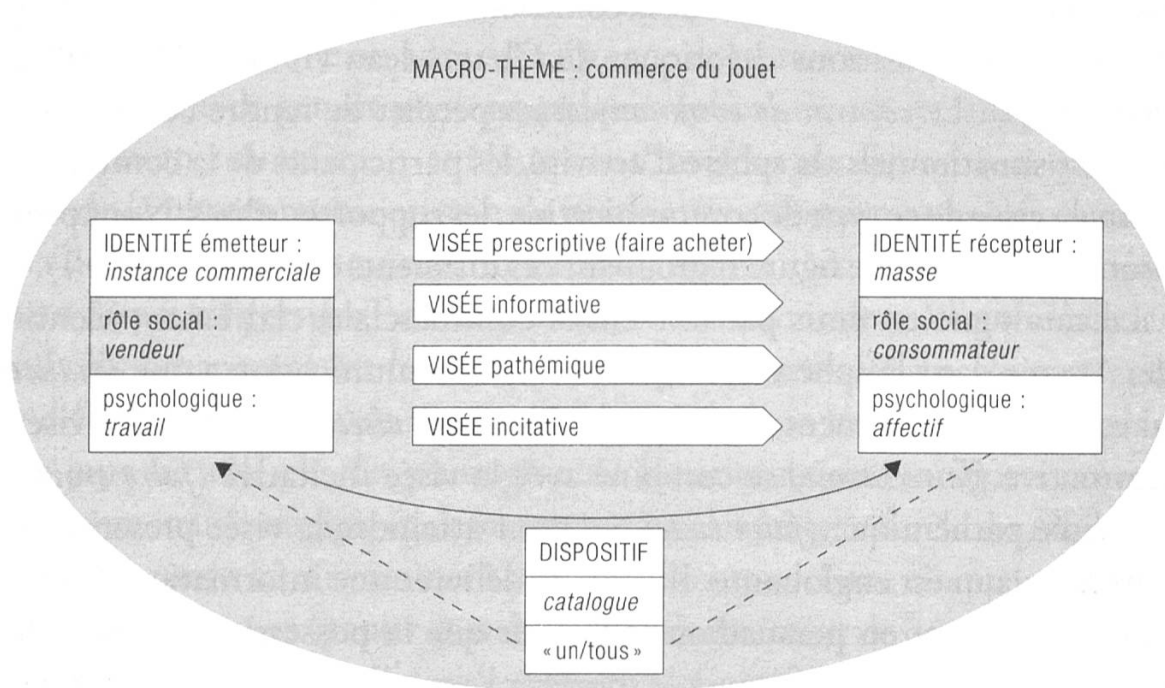 MACRO-THÈME : commerce du jouet
IDENTITÉ émetteur :
instance commerciale
rôle social :
vendeur
psychologique :
travail
VISÉE prescriptive (faire acheter)
VISÉE informative
VISÉE pathémique
VISÉE incitative
IDENTITÉ récepteur :
masse
rôle social :
consommateur
psychologique :
affectif
DISPOSITIF
catalogue
« un/tous »